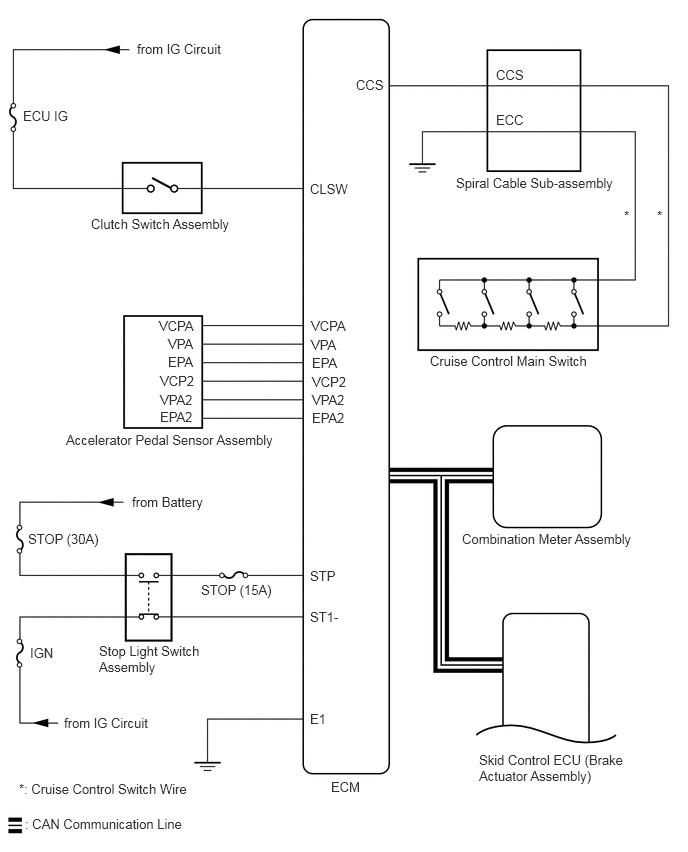 from IG Circuit
CCS
CCS
ECU IG
ECC
Spiral Cable Sub-assembly
CLSW
Clutch Switch Assembly
*
*
VCPA
VPA
EPA
VCP2
VPA2
EPA2
VCPA
VPA
EPA
VCP2
VPA2
EPA2
Cruise Control Main Switch
Accelerator Pedal Sensor Assembly
from Battery
STOP (30A)
Combination Meter Assembly
STP
STOP (15A)
ST1-
IGN
Stop Light Switch
Assembly
from IG Circuit
E1
Skid Control ECU (Brake
Actuator Assembly)
ECM
*: Cruise Control Switch Wire
: CAN Communication Line